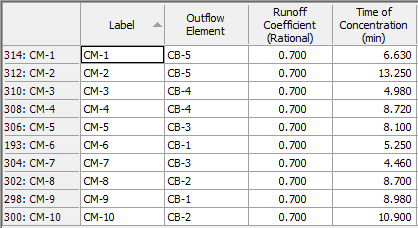 Label Outflow Element Runoff Coefficient (Rational) Time of Concentration (min)
314: CM-1 CM-1 CB-5 0.700 6.630
312: CM-2 CM-2 CB-5 0.700 13.250
310: CM-3 CM-3 CB-4 0.700 4.980
308: CM-4 CM-4 CB-4 0.700 8.720
306: CM-5 CM-5 CB-3 0.700 8.100
193: CM-6 CM-6 CB-1 0.700 5.250
304: CM-7 CM-7 CB-3 0.700 4.460
302: CM-8 CM-8 CB-2 0.700 8.700
298: CM-9 CM-9 CB-1 0.700 8.980
300: CM-10 CM-10 CB-2 0.700 10.900